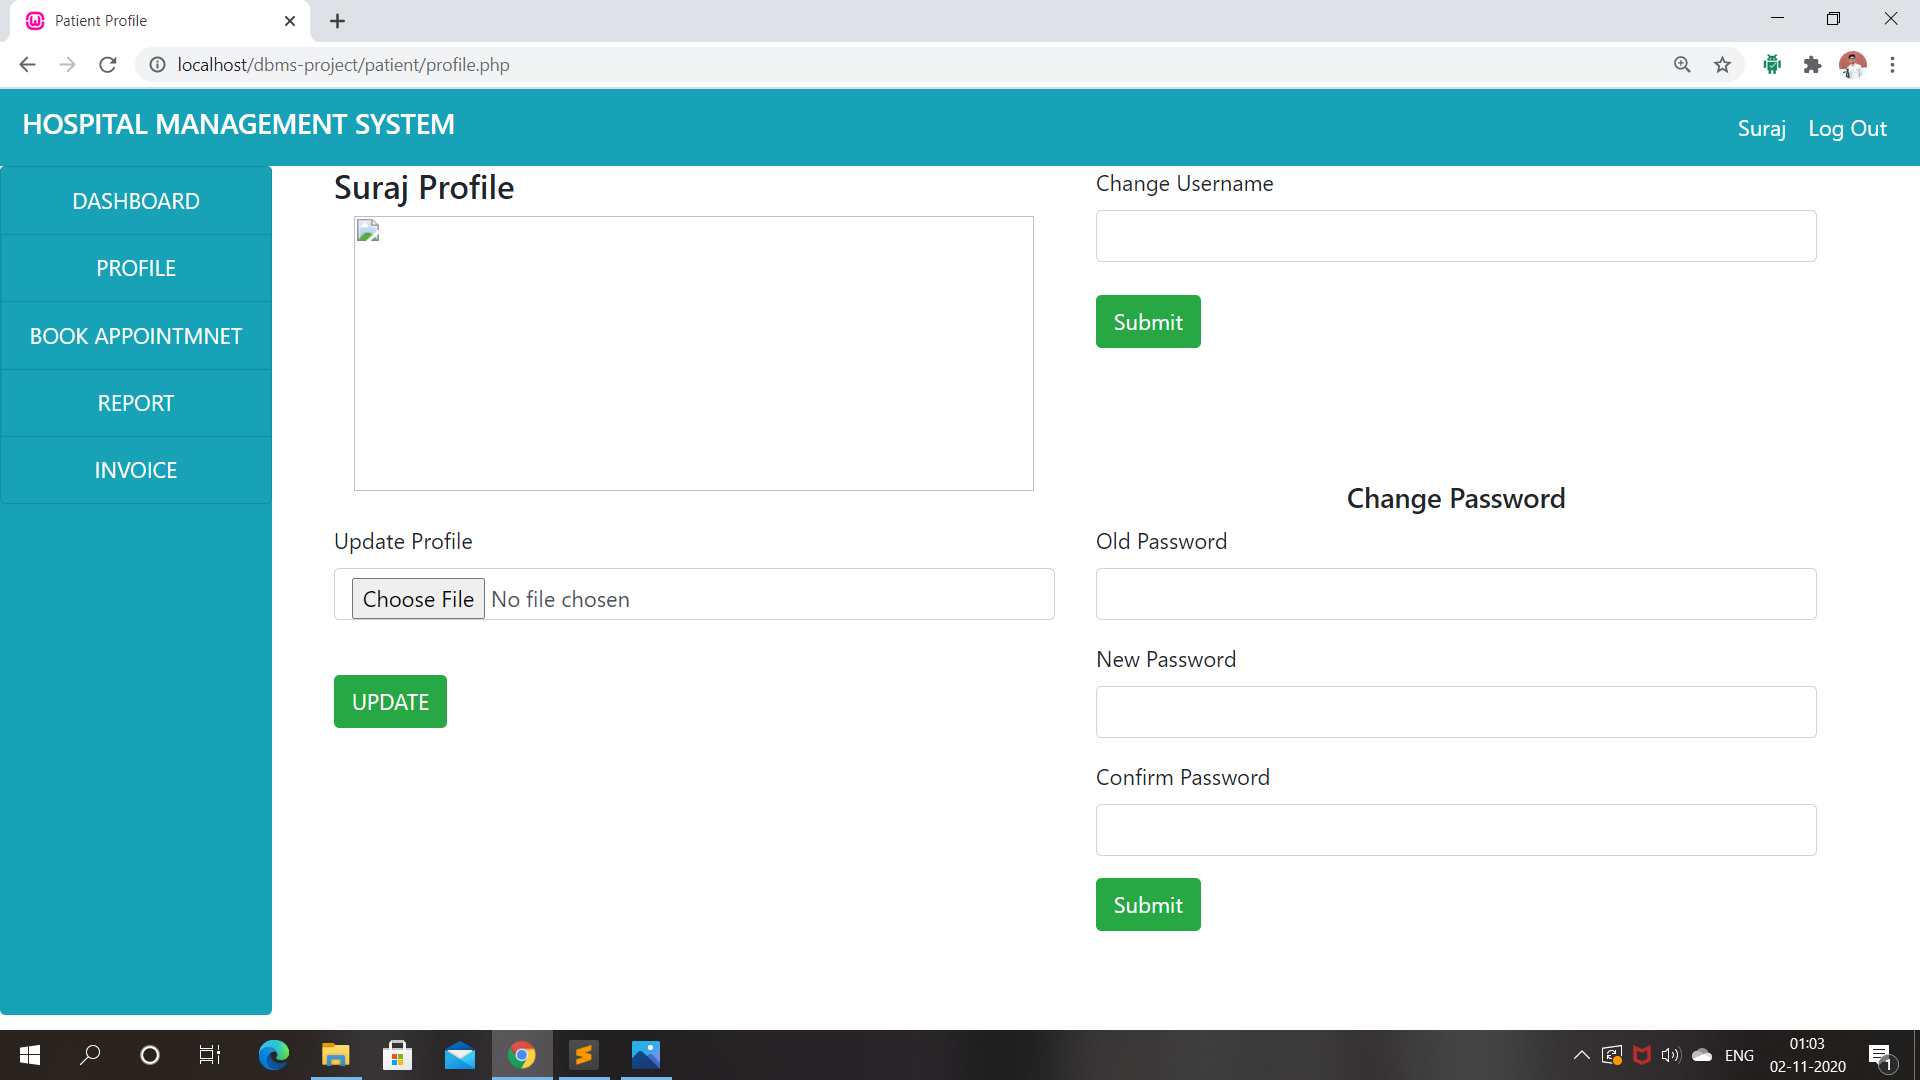 Patient Profile
localhost/dbms-project/patient/profile.php
HOSPITAL MANAGEMENT SYSTEM
Suraj Log Out
DASHBOARD
PROFILE
BOOK APPOINTMNET
REPORT
INVOICE
Suraj Profile
Update Profile
Choose File No file chosen
UPDATE
Change Username
Submit
Change Password
Old Password
New Password
Confirm Password
Submit
ENG
01:03
02-11-2020
1